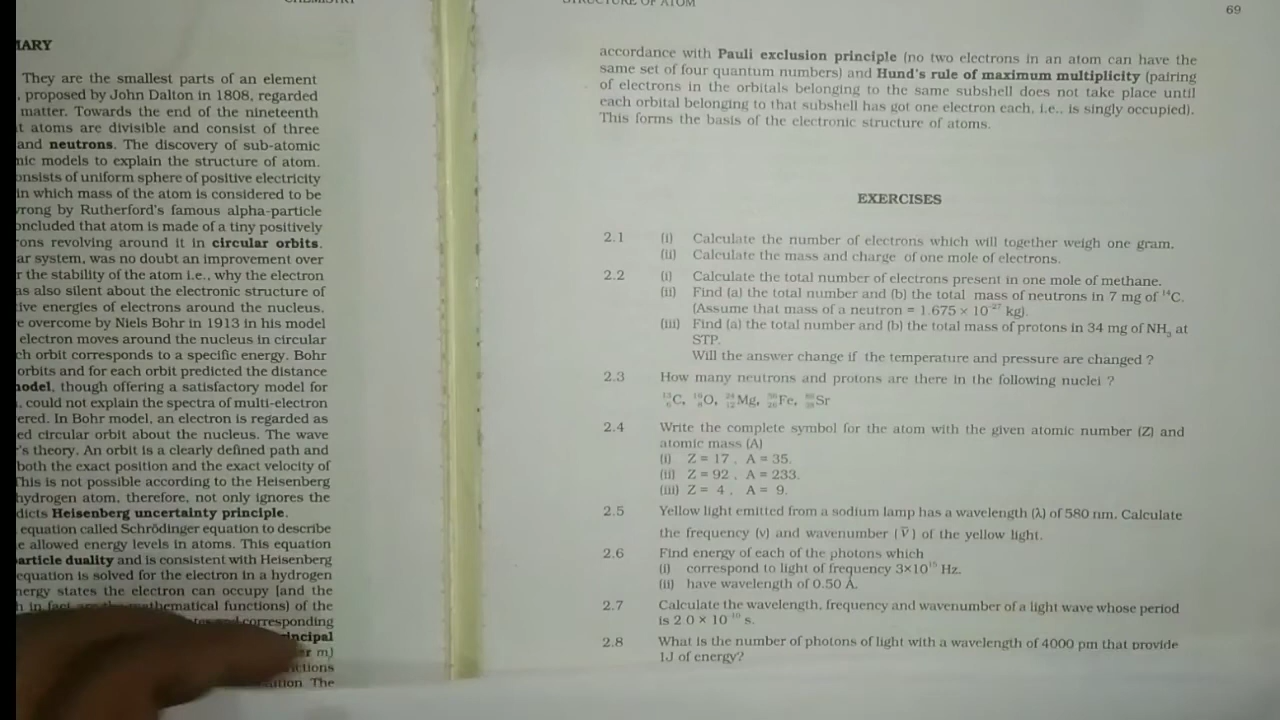 CHEMISTRY
MARY
They are the smallest parts of an element
, proposed by John Dalton in 1808, regarded
matter. Towards the end of the nineteenth
t atoms are divisible and consist of three
and neutrons. The discovery of sub-atomic
nic models to explain the structure of atom.
onsists of uniform sphere of positive electricity
in which mass of the atom is considered to be
wrong by Rutherford's famous alpha-particle
oncluded that atom is made of a tiny positively
ons revolving around it in circular orbits.
ar system, was no doubt an improvement over
r the stability of the atom i.e., why the electron
as also silent about the electronic structure of
ive energies of electrons around the nucleus.
e overcome by Niels Bohr in 1913 in his model
electron moves around the nucleus in circular
ch orbit corresponds to a specific energy. Bohr
orbits and for each orbit predicted the distance
model, though offering a satisfactory model for
, could not explain the spectra of multi-electron
ered. In Bohr model, an electron is regarded as
ed circular orbit about the nucleus. The wave
's theory. An orbit is a clearly defined path and
both the exact position and the exact velocity of
This is not possible according to the Heisenberg
hydrogen atom, therefore, not only ignores the
dicts Heisenberg uncertainty principle.
equation called Schrödinger equation to describe
e allowed energy levels in atoms. This equation
particle duality and is consistent with Heisenberg
equation is solved for the electron in a hydrogen
nergy states the electron can occupy [and the
h in fact are the mathematical functions) of the
corresponding
incipal
er m)
ctions
The
STRUCTURE OF ATOM
69
accordance with Pauli exclusion principle (no two electrons in an atom can have the
same set of four quantum numbers) and Hund's rule of maximum multiplicity (pairing
of electrons in the orbitals belonging to the same subshell does not take place until
each orbital belonging to that subshell has got one electron each, i.e., is singly occupied).
This forms the basis of the electronic structure of atoms.
EXERCISES
2.1 (i) Calculate the number of electrons which will together weigh one gram.
(ii) Calculate the mass and charge of one mole of electrons.
2.2 (i) Calculate the total number of electrons present in one mole of methane.
(ii) Find (a) the total number and (b) the total mass of neutrons in 7 mg of ¹⁴C.
(Assume that mass of a neutron = 1.675 × 10⁻²⁷ kg).
(iii) Find (a) the total number and (b) the total mass of protons in 34 mg of NH₃ at
STP.
Will the answer change if the temperature and pressure are changed ?
2.3 How many neutrons and protons are there in the following nuclei ?
¹³₆C, ¹⁶₈O, ²⁴₁₂Mg, ⁵⁶₂₆Fe, ⁸⁸₃₈Sr
2.4 Write the complete symbol for the atom with the given atomic number (Z) and
atomic mass (A)
(i) Z = 17 , A = 35.
(ii) Z = 92 , A = 233.
(iii) Z = 4 , A = 9.
2.5 Yellow light emitted from a sodium lamp has a wavelength (λ) of 580 nm. Calculate
the frequency (ν) and wavenumber (ν̅) of the yellow light.
2.6 Find energy of each of the photons which
(i) correspond to light of frequency 3×10¹⁵ Hz.
(ii) have wavelength of 0.50 Å.
2.7 Calculate the wavelength, frequency and wavenumber of a light wave whose period
is 2.0 × 10⁻¹⁰ s.
2.8 What is the number of photons of light with a wavelength of 4000 pm that provide
1J of energy?